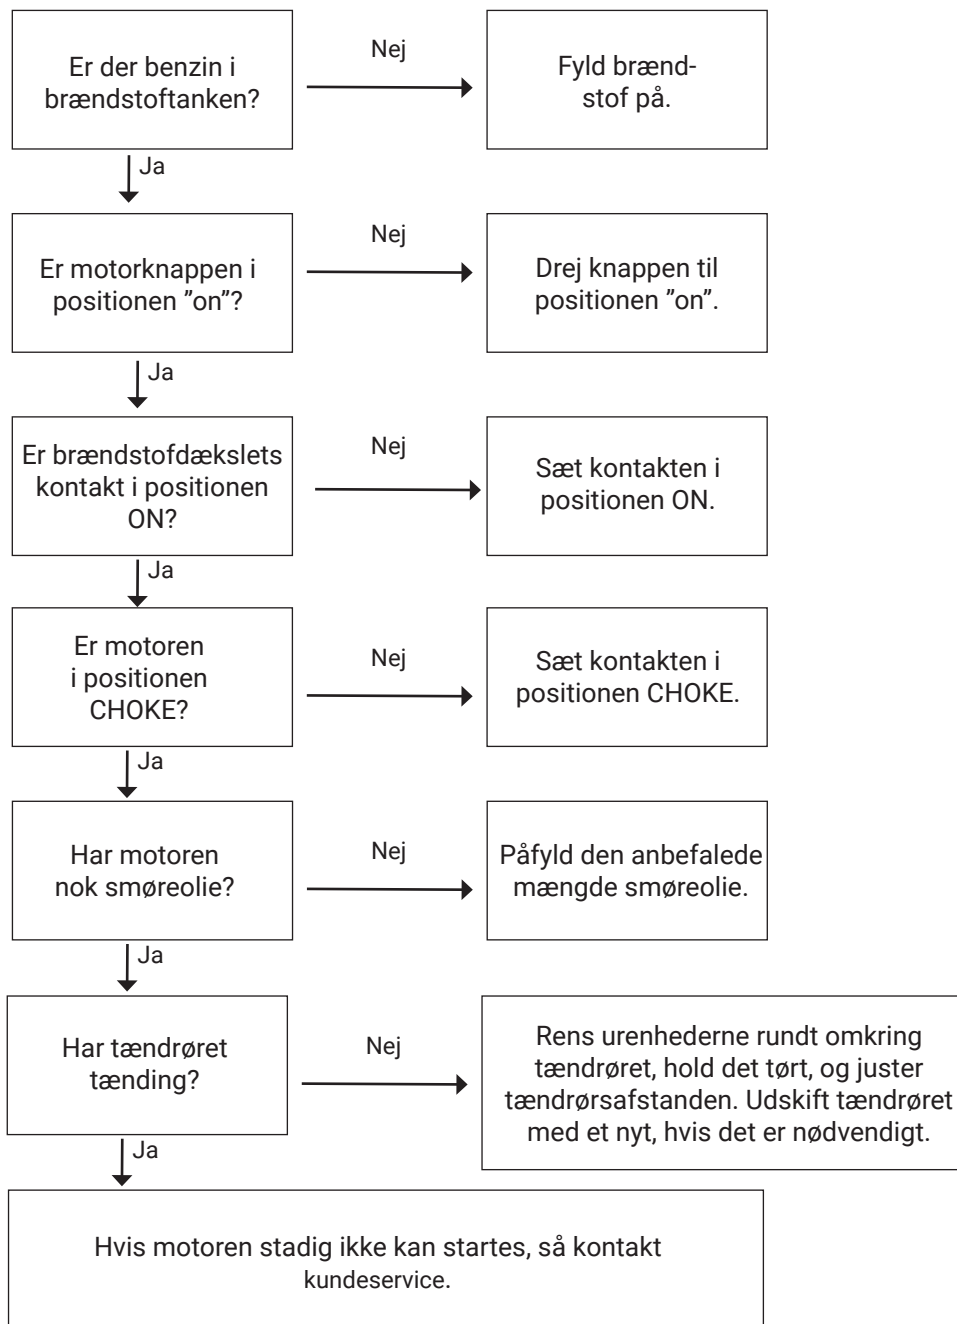 Er der benzin i
brændstoftanken?
Nej
Fyld brænd-
stof på.
Ja
Er motorknappen i
positionen ”on”?
Nej
Drej knappen til
positionen ”on”.
Ja
Er brændstofdækslets
kontakt i positionen
ON?
Nej
Sæt kontakten i
positionen ON.
Ja
Er motoren
i positionen
CHOKE?
Nej
Sæt kontakten i
positionen CHOKE.
Ja
Har motoren
nok smøreolie?
Nej
Påfyld den anbefalede
mængde smøreolie.
Ja
Har tændrøret
tænding?
Nej
Rens urenhederne rundt omkring
tændrøret, hold det tørt, og juster
tændrørsafstanden. Udskift tændrøret
med et nyt, hvis det er nødvendigt.
Ja
Hvis motoren stadig ikke kan startes, så kontakt
kundeservice.